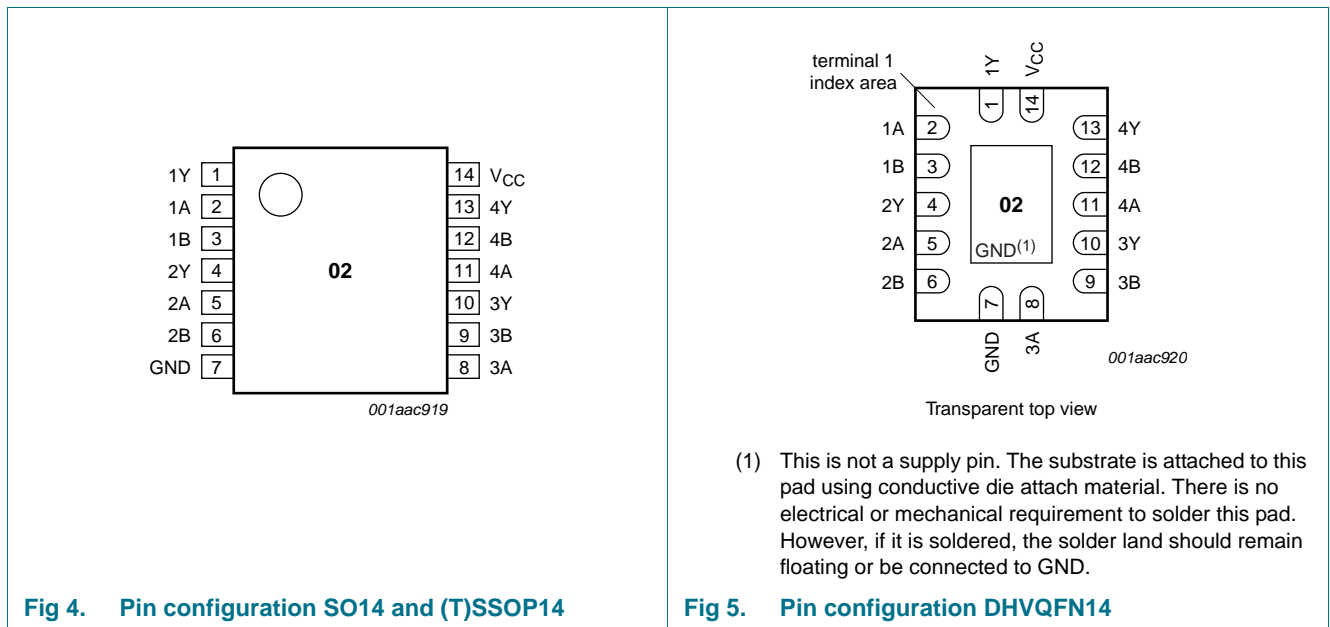 1Y 1
1A 2
1B 3
2Y 4
2A 5
2B 6
GND 7
02
14 VCC
13 4Y
12 4B
11 4A
10 3Y
9 3B
8 3A
001aac919
Fig 4. Pin configuration SO14 and (T)SSOP14
terminal 1
index area
1Y
VCC
1
14
1A 2
1B 3
2Y 4
2A 5
2B 6
02
GND(1)
13 4Y
12 4B
11 4A
10 3Y
9 3B
7
8
GND
3A
001aac920
Transparent top view
(1) This is not a supply pin. The substrate is attached to this
pad using conductive die attach material. There is no
electrical or mechanical requirement to solder this pad.
However, if it is soldered, the solder land should remain
floating or be connected to GND.
Fig 5. Pin configuration DHVQFN14